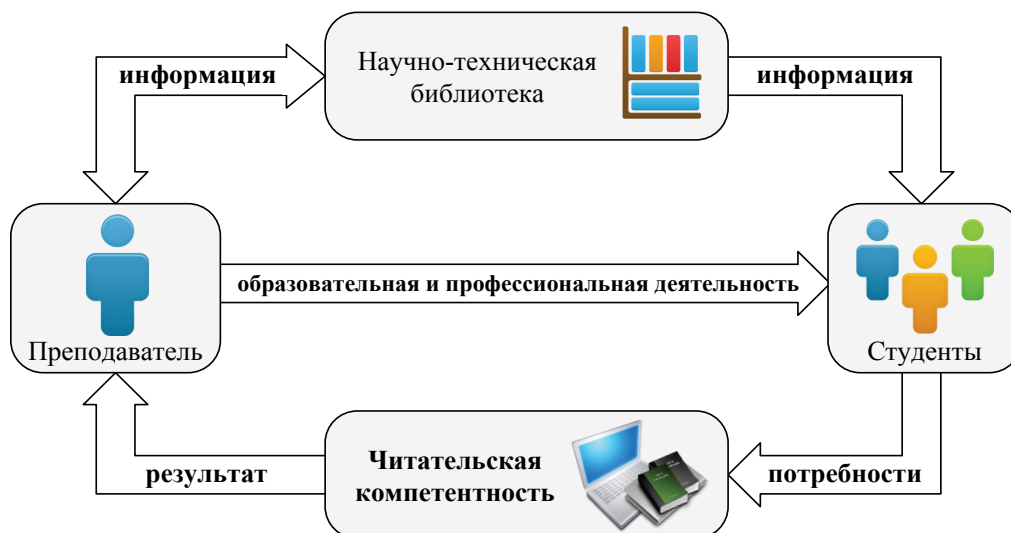 информация
Научно-техническая
библиотека
информация
Преподаватель
образовательная и профессиональная деятельность
Студенты
результат
Читательская
компетентность
потребности